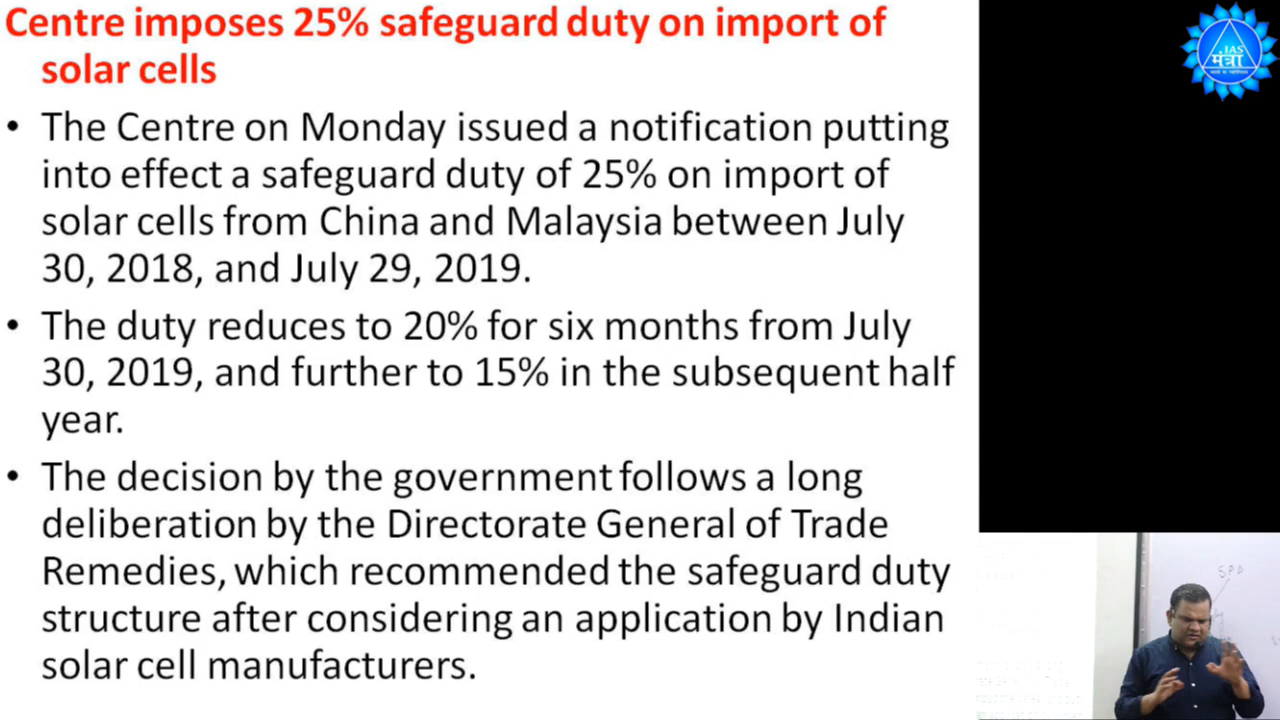 Centre imposes 25% safeguard duty on import of
solar cells
• The Centre on Monday issued a notification putting
into effect a safeguard duty of 25% on import of
solar cells from China and Malaysia between July
30, 2018, and July 29, 2019.
• The duty reduces to 20% for six months from July
30, 2019, and further to 15% in the subsequent half
year.
• The decision by the government follows a long
deliberation by the Directorate General of Trade
Remedies, which recommended the safeguard duty
structure after considering an application by Indian
solar cell manufacturers.
IAS
मंत्रा
SPD